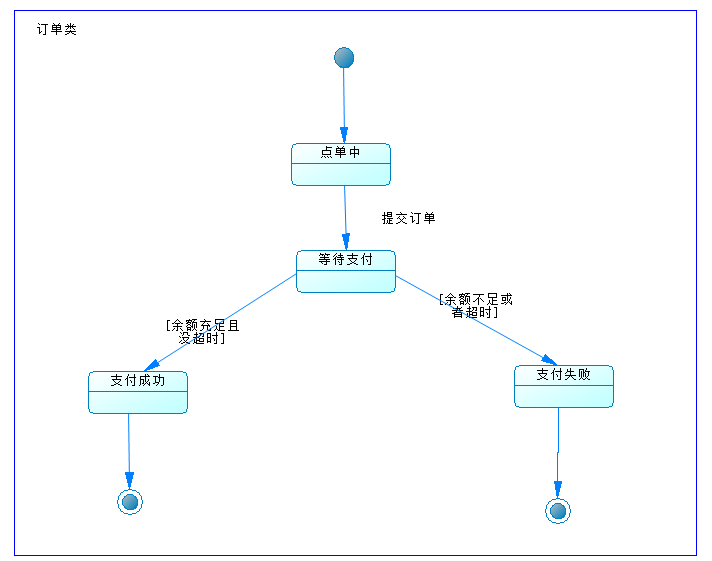 订单类
点单中
提交订单
等待支付
[余额充足且
没超时]
[余额不足或
者超时]
支付成功
支付失败